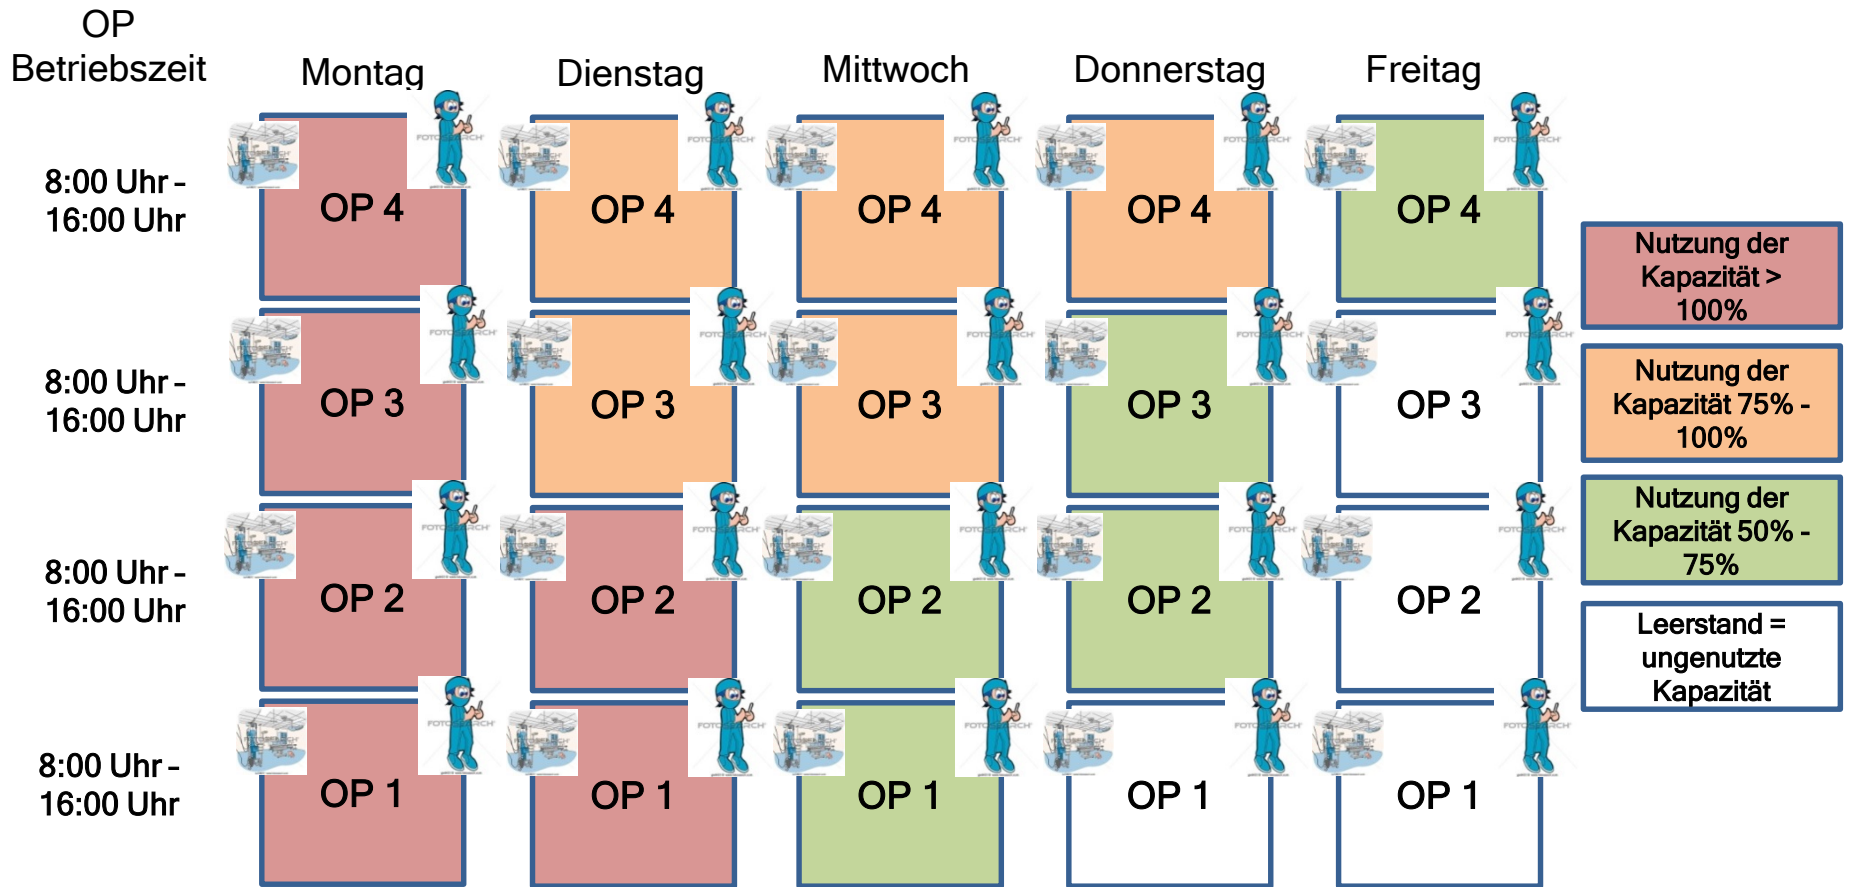 OP
Betriebszeit
Montag
Dienstag
Mittwoch
Donnerstag
Freitag
8:00 Uhr –
16:00 Uhr
OP 4
OP 4
OP 4
OP 4
OP 4
8:00 Uhr –
16:00 Uhr
OP 3
OP 3
OP 3
OP 3
OP 3
8:00 Uhr –
16:00 Uhr
OP 2
OP 2
OP 2
OP 2
OP 2
8:00 Uhr –
16:00 Uhr
OP 1
OP 1
OP 1
OP 1
OP 1
Nutzung der
Kapazität >
100%
Nutzung der
Kapazität 75% -
100%
Nutzung der
Kapazität 50% -
75%
Leerstand =
ungenutzte
Kapazität